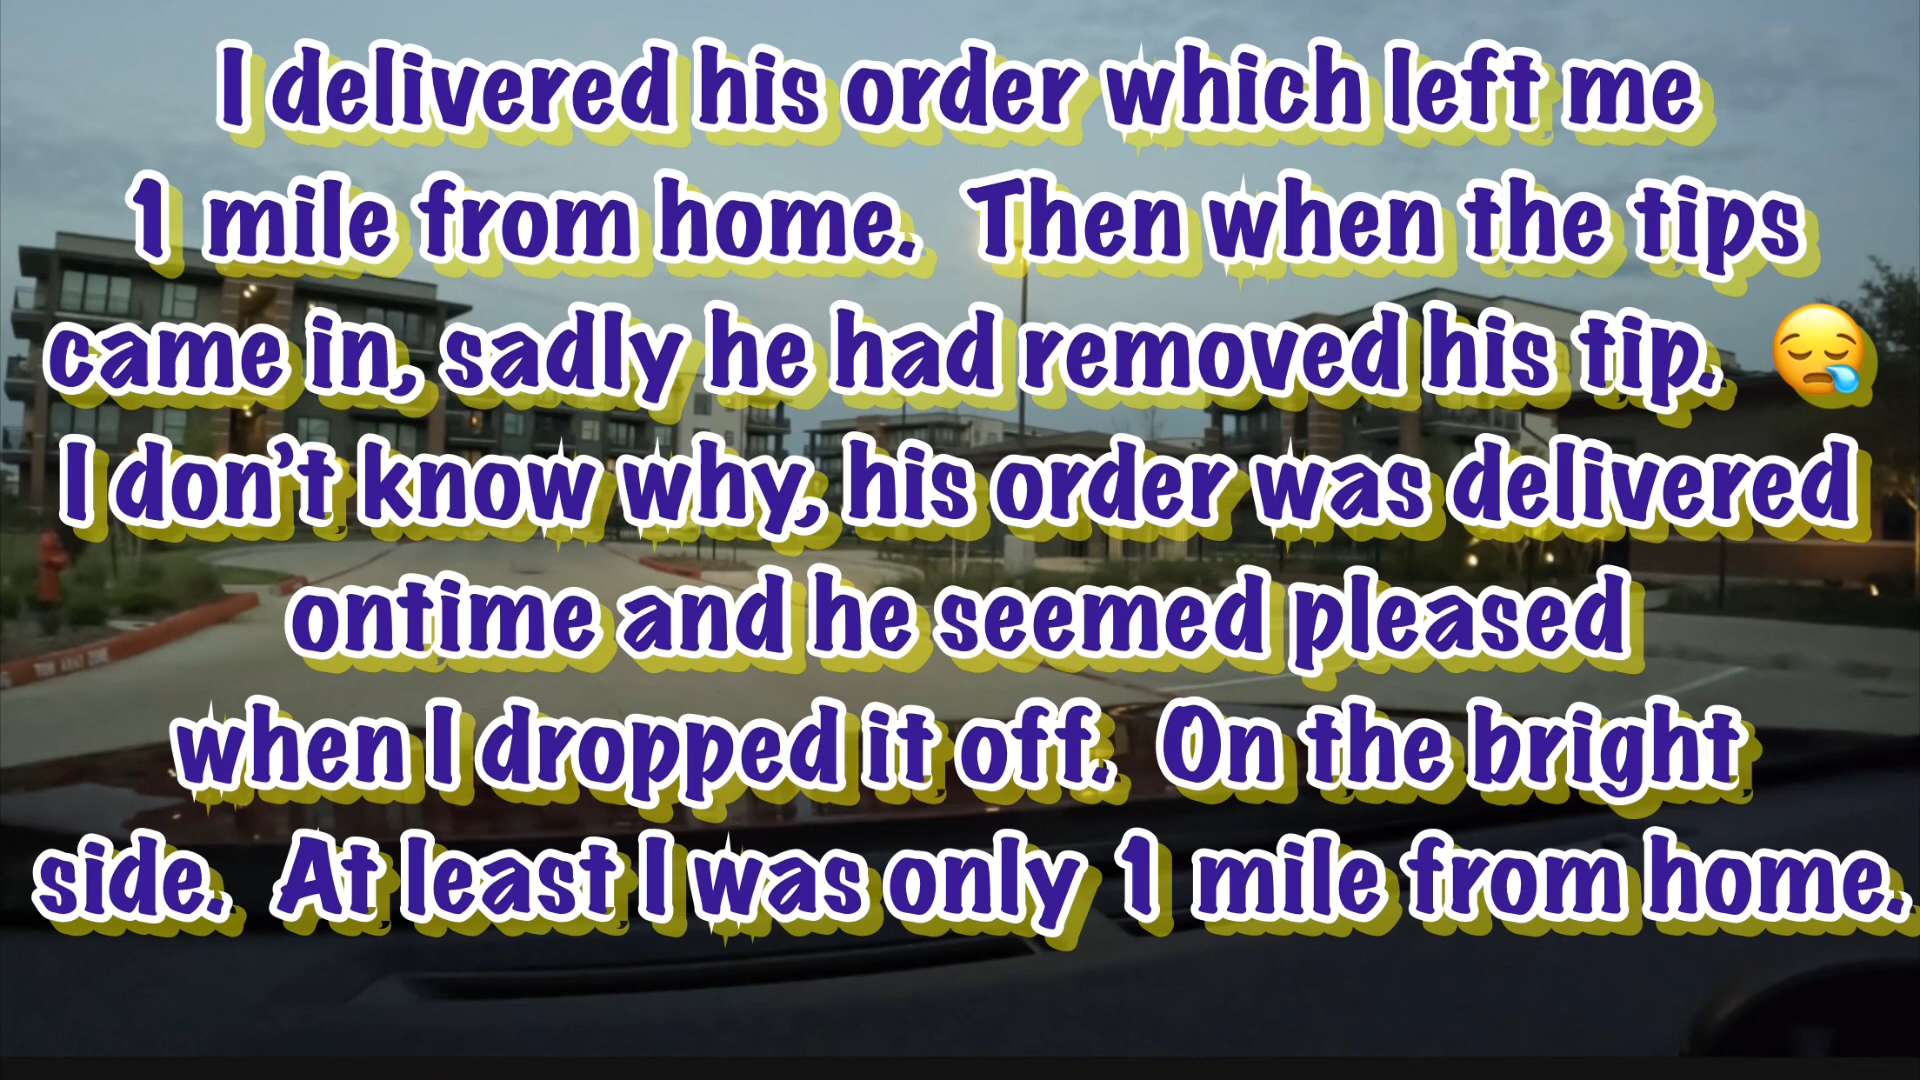 I delivered his order which left me
1 mile from home. Then when the tips
came in, sadly he had removed his tip. 😪
I don't know why, his order was delivered
ontime and he seemed pleased
when I dropped it off. On the bright
side. At least I was only 1 mile from home.